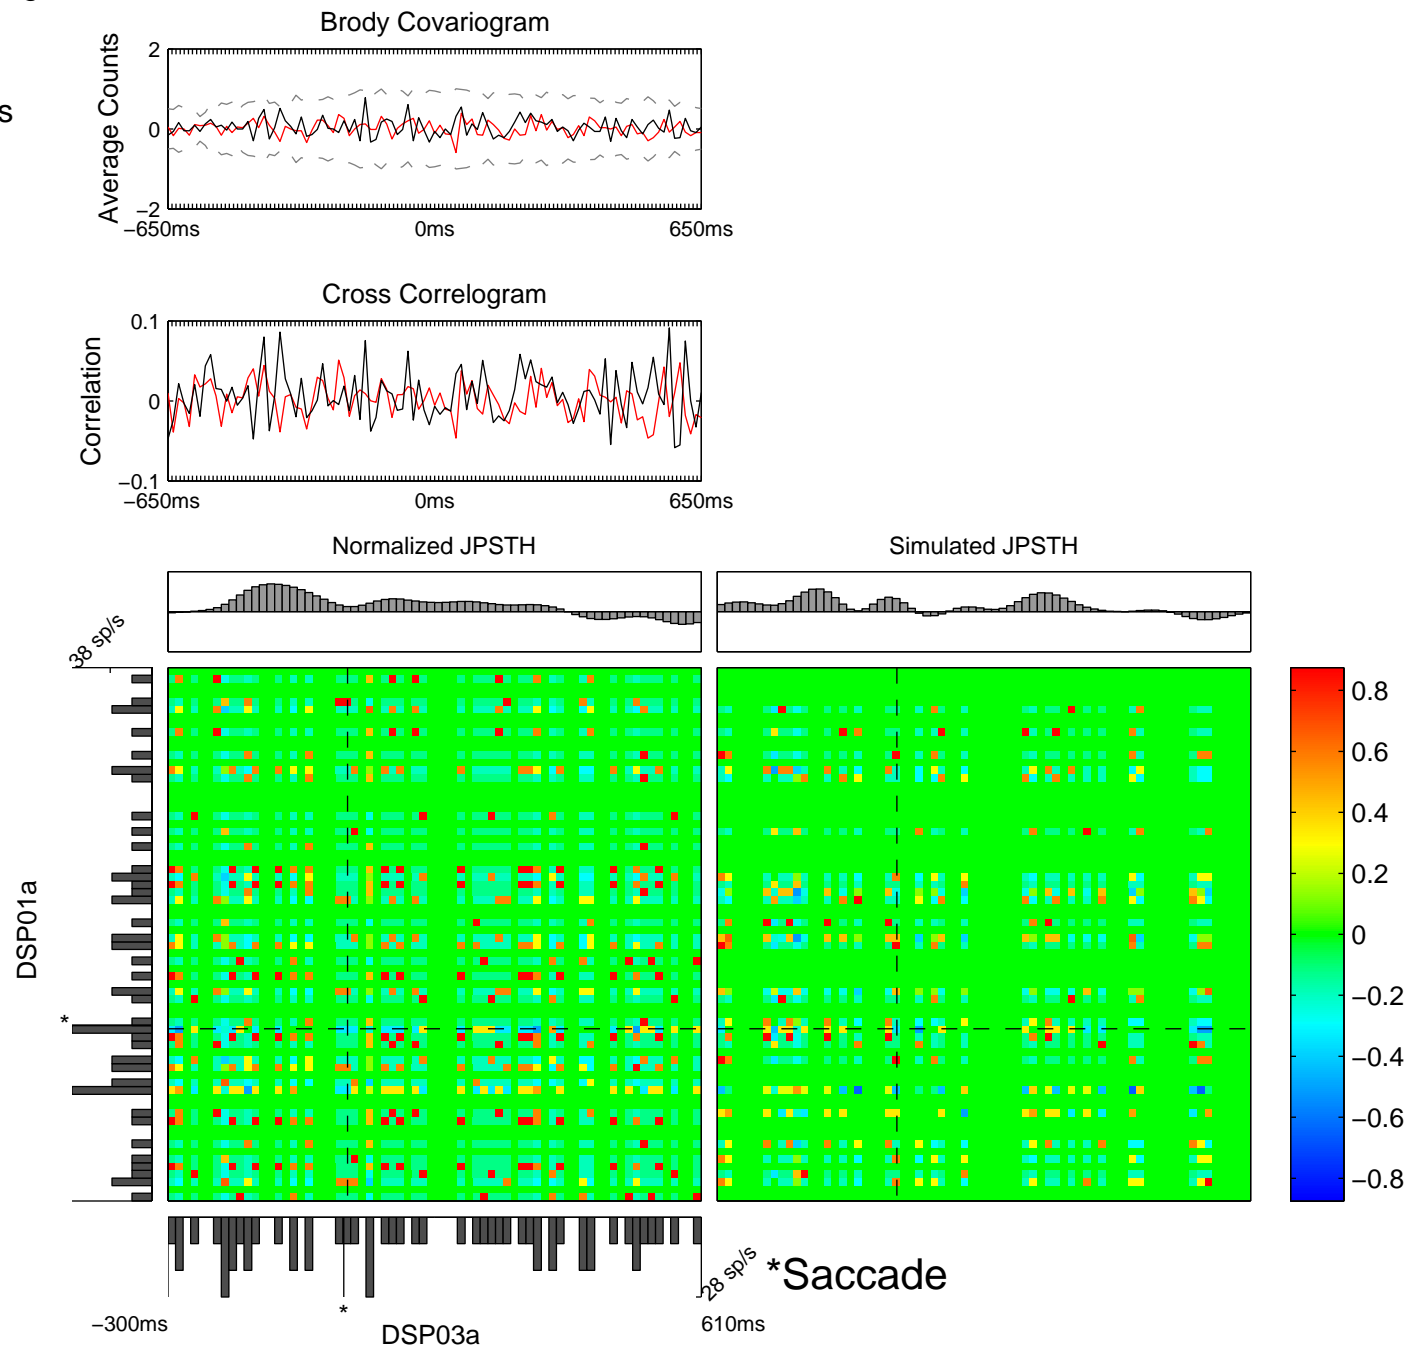 g
Brody Covariogram
s
Average Counts
2
0
−2
−650ms 0ms 650ms
Cross Correlogram
Correlation
0.1
0
−0.1
−650ms 0ms 650ms
Normalized JPSTH Simulated JPSTH
38 sp/s
DSP01a
*
0.8
0.6
0.4
0.2
0
−0.2
−0.4
−0.6
−0.8
28 sp/s
*Saccade
*
−300ms DSP03a 610ms